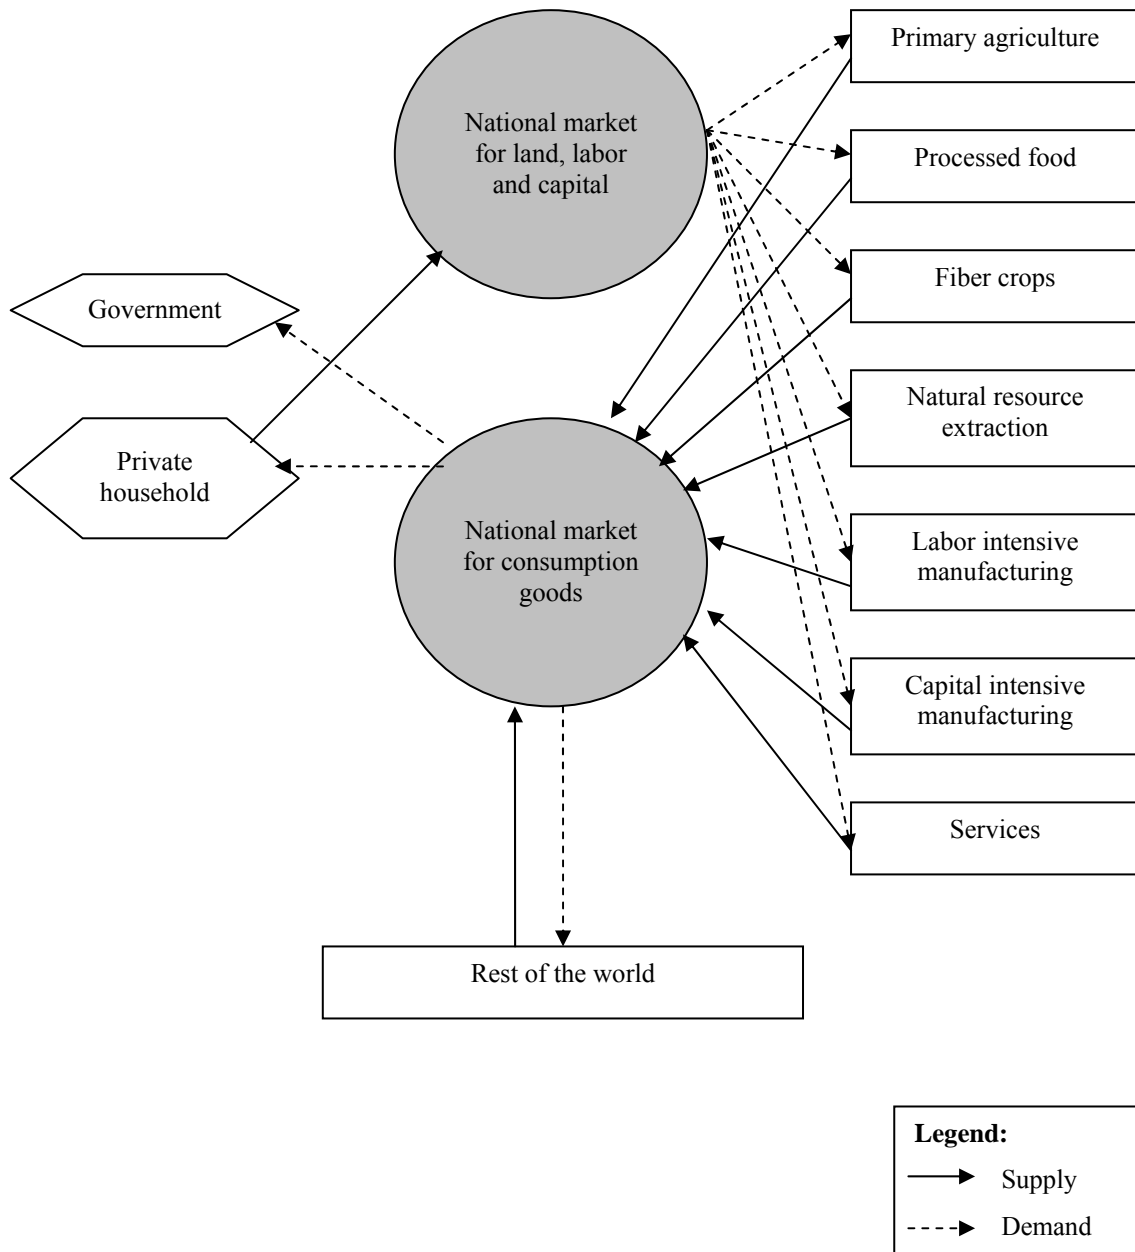 National market
for land, labor
and capital
Primary agriculture
Processed food
Fiber crops
Government
Natural resource
extraction
Private
household
National market
for consumption
goods
Labor intensive
manufacturing
Capital intensive
manufacturing
Services
Rest of the world
Legend:
Supply
Demand